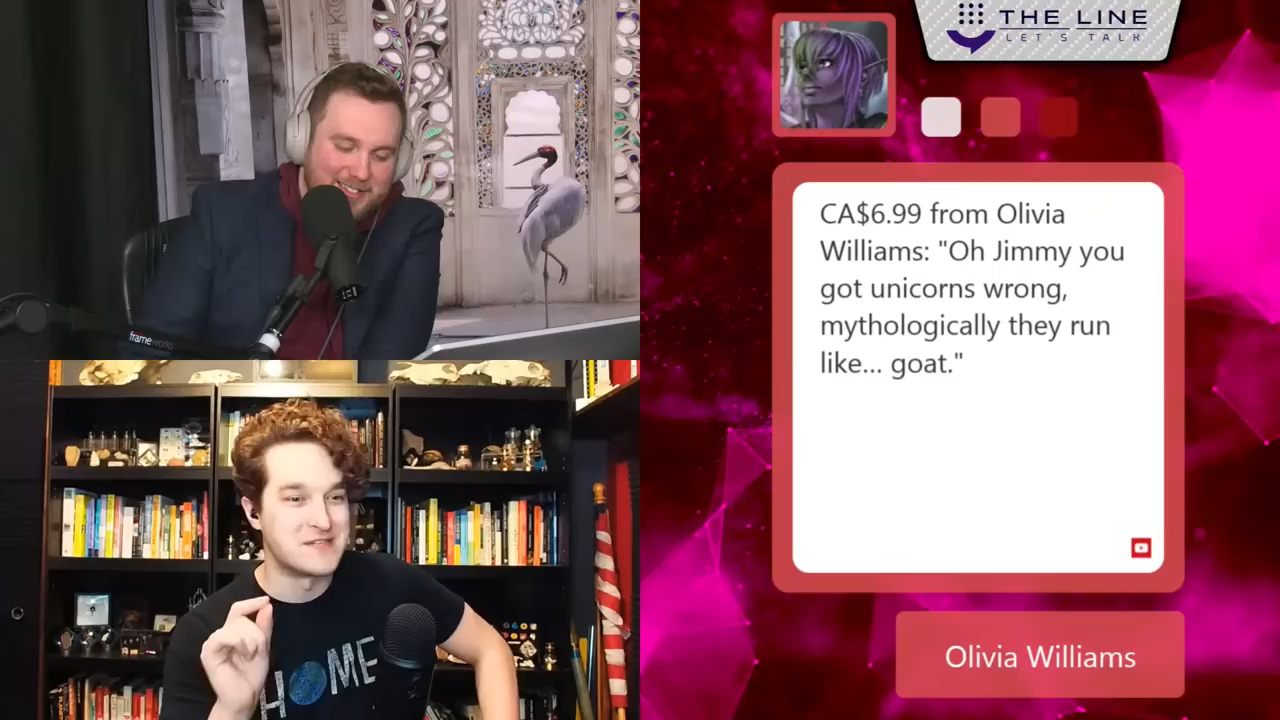 THE LINE
LET'S TALK
CA$6.99 from Olivia
Williams: "Oh Jimmy you
got unicorns wrong,
mythologically they run
like... goat."
Olivia Williams
frameworks
HOME